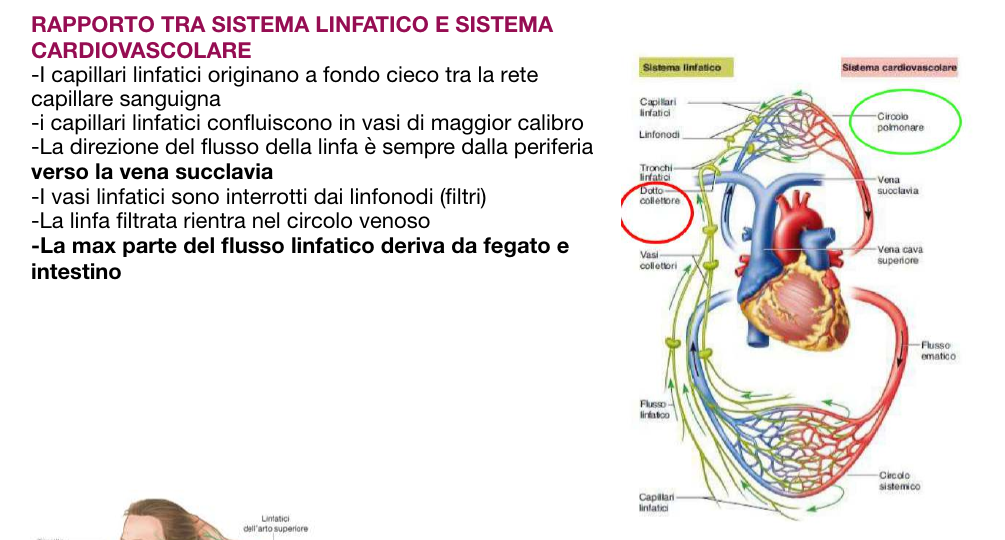 RAPPORTO TRA SISTEMA LINFATICO E SISTEMA
CARDIOVASCOLARE
-I capillari linfatici originano a fondo cieco tra la rete
capillare sanguigna
-i capillari linfatici confluiscono in vasi di maggior calibro
-La direzione del flusso della linfa è sempre dalla periferia
verso la vena succlavia
-I vasi linfatici sono interrotti dai linfonodi (filtri)
-La linfa filtrata rientra nel circolo venoso
-La max parte del flusso linfatico deriva da fegato e
intestino
Sistema linfatico
Sistema cardiovascolare
Capillari
linfatici
Linfonodi
Tronchi
linfatici
Dotto
collettore
Vasi
collettori
Flusso
linfatico
Capillari
linfatici
Circolo
polmonare
Vena
succlavia
Vena cava
superiore
Flusso
ematico
Circolo
sistemico
Linfatici
dell'arto superiore